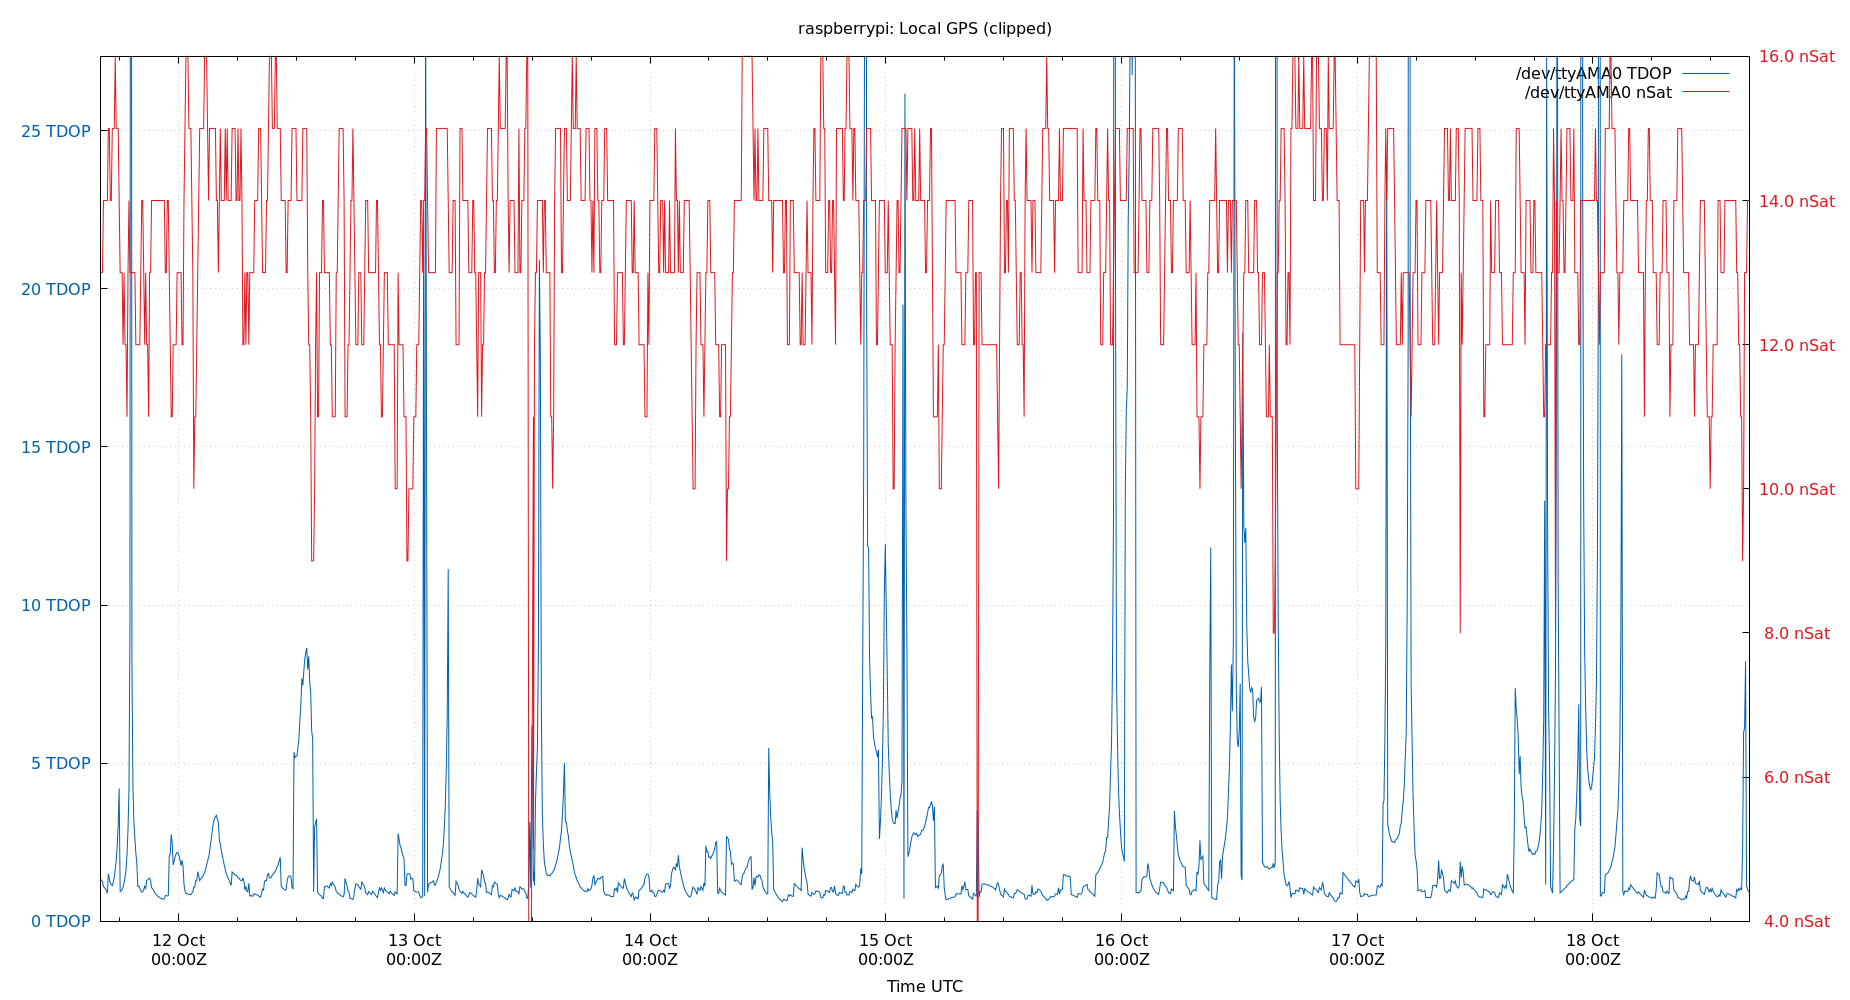 raspberrypi: Local GPS (clipped)
/dev/ttyAMA0 TDOP
/dev/ttyAMA0 nSat
25 TDOP
20 TDOP
15 TDOP
10 TDOP
5 TDOP
0 TDOP
16.0 nSat
14.0 nSat
12.0 nSat
10.0 nSat
8.0 nSat
6.0 nSat
4.0 nSat
12 Oct
00:00Z
13 Oct
00:00Z
14 Oct
00:00Z
15 Oct
00:00Z
16 Oct
00:00Z
17 Oct
00:00Z
18 Oct
00:00Z
Time UTC